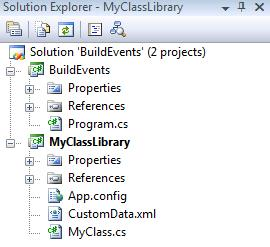 Solution Explorer - MyClassLibrary
Solution 'BuildEvents' (2 projects)
BuildEvents
Properties
References
Program.cs
MyClassLibrary
Properties
References
App.config
CustomData.xml
MyClass.cs